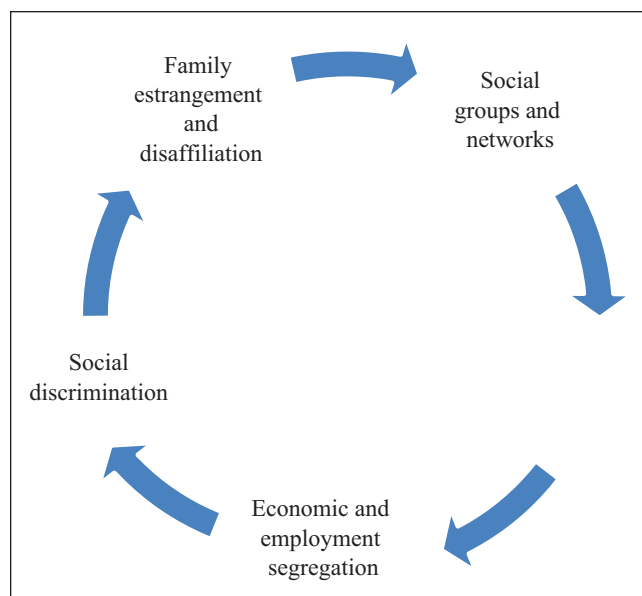 Family
estrangement
and
disaffiliation
Social
groups and
networks
Economic and
employment
segregation
Social
discrimination